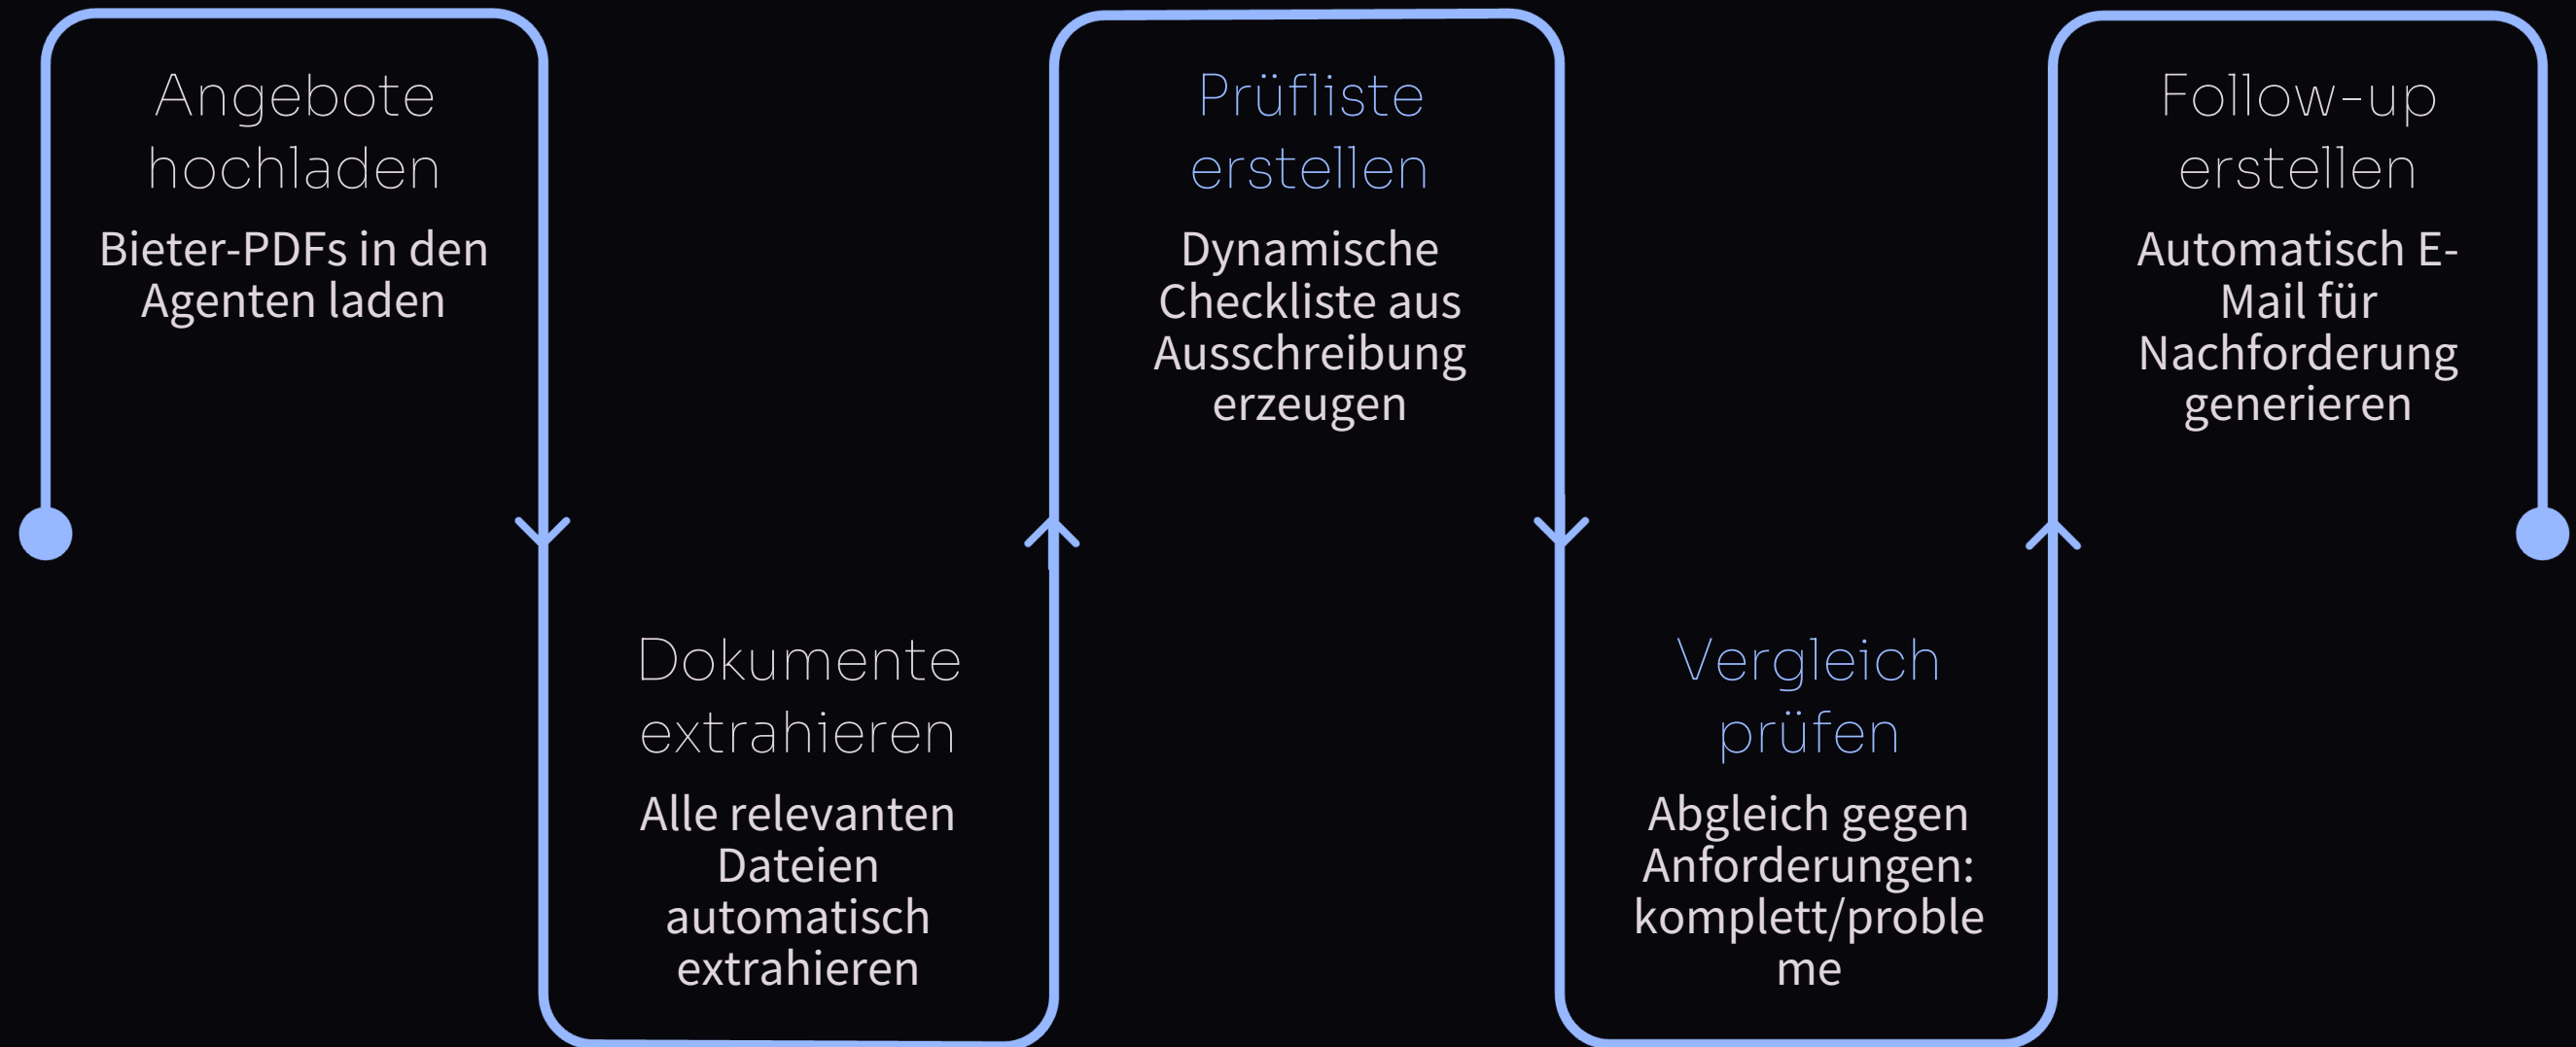 Angebote
hochladen
Bieter-PDFs in den
Agenten laden
Dokumente
extrahieren
Alle relevanten
Dateien
automatisch
extrahieren
Prüfliste
erstellen
Dynamische
Checkliste aus
Ausschreibung
erzeugen
Vergleich
prüfen
Abgleich gegen
Anforderungen:
komplett/proble
me
Follow-up
erstellen
Automatisch E-
Mail für
Nachforderung
generieren